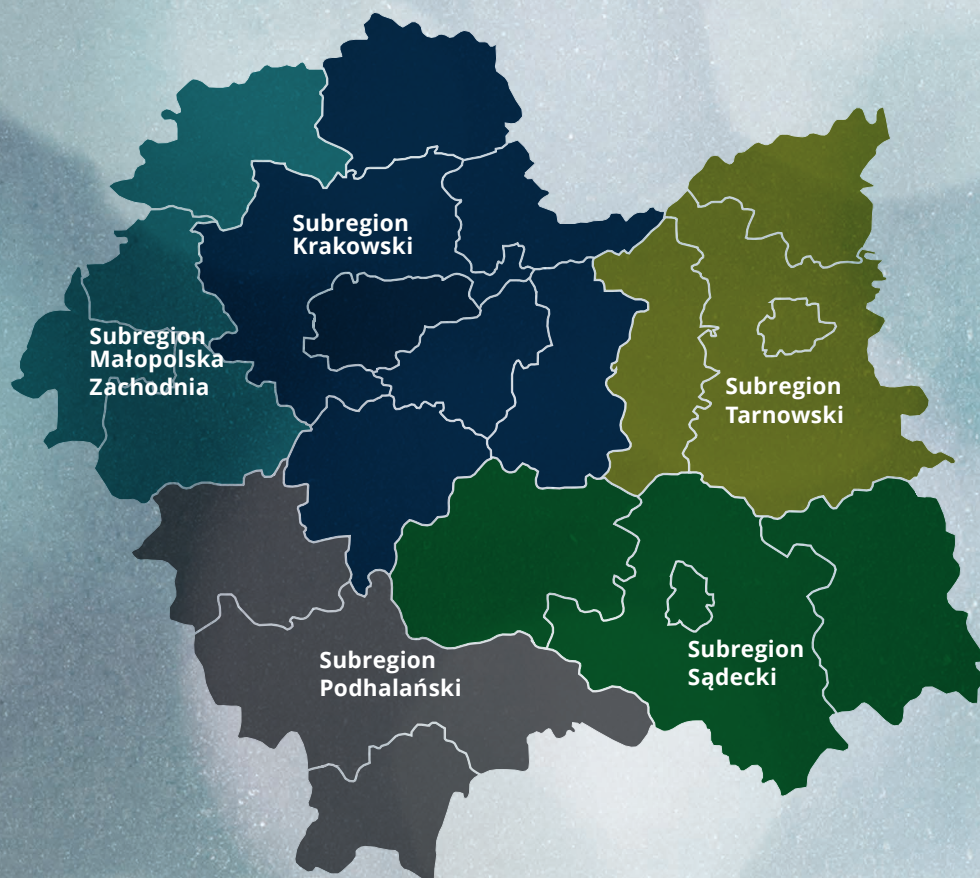 Subregion
Krakowski
Subregion
Małopolska
Zachodnia
Subregion
Tarnowski
Subregion
Sądecki
Subregion
Podhalański